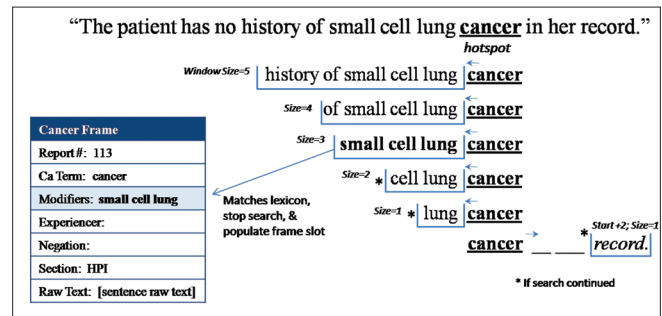 “The patient has no history of small cell lung cancer in her record.”
hotspot
Window Size=5 history of small cell lung cancer
Size=4 of small cell lung cancer
Size=3 small cell lung cancer
Size=2 * cell lung cancer
Size=1 * lung cancer
cancer __ __ * Start +2; Size=1 record.
Matches lexicon,
stop search, &
populate frame slot
* If search continued
Cancer Frame
Report #: 113
Ca Term: cancer
Modifiers: small cell lung
Experiencer:
Negation:
Section: HPI
Raw Text: [sentence raw text]